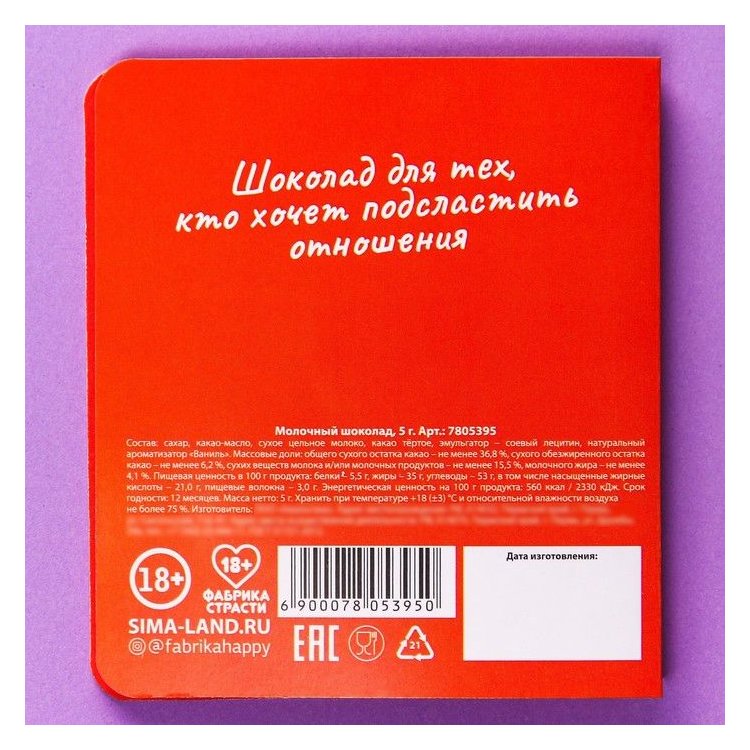 Шоколад для тех,
кто хочет подсластить
отношения
Молочный шоколад, 5 г. Арт.: 7805395
Состав: сахар, какао-масло, сухое цельное молоко, какао тёртое, эмульгатор – соевый лецитин, натуральный
ароматизатор «Ваниль». Массовые доли: общего сухого остатка какао – не менее 36,8 %, сухого обезжиренного остатка
какао – не менее 6,2 %, сухих веществ молока и/или молочных продуктов – не менее 15,5 %, молочного жира – не менее
4,1 %. Пищевая ценность в 100 г продукта: белки – 5,5 г, жиры – 35 г, углеводы – 53 г, в том числе насыщенные жирные
кислоты – 21,0 г, пищевые волокна – 3,0 г. Энергетическая ценность на 100 г продукта: 560 ккал / 2330 кДж. Срок
годности: 12 месяцев. Масса нетто: 5 г. Хранить при температуре +18 (±3) °С и относительной влажности воздуха
не более 75 %. Изготовитель:
18+
18+
ФАБРИКА
СТРАСТИ
SIMA-LAND.RU
@fabrikahappy
6 900078 053950
EAC
21
Дата изготовления: